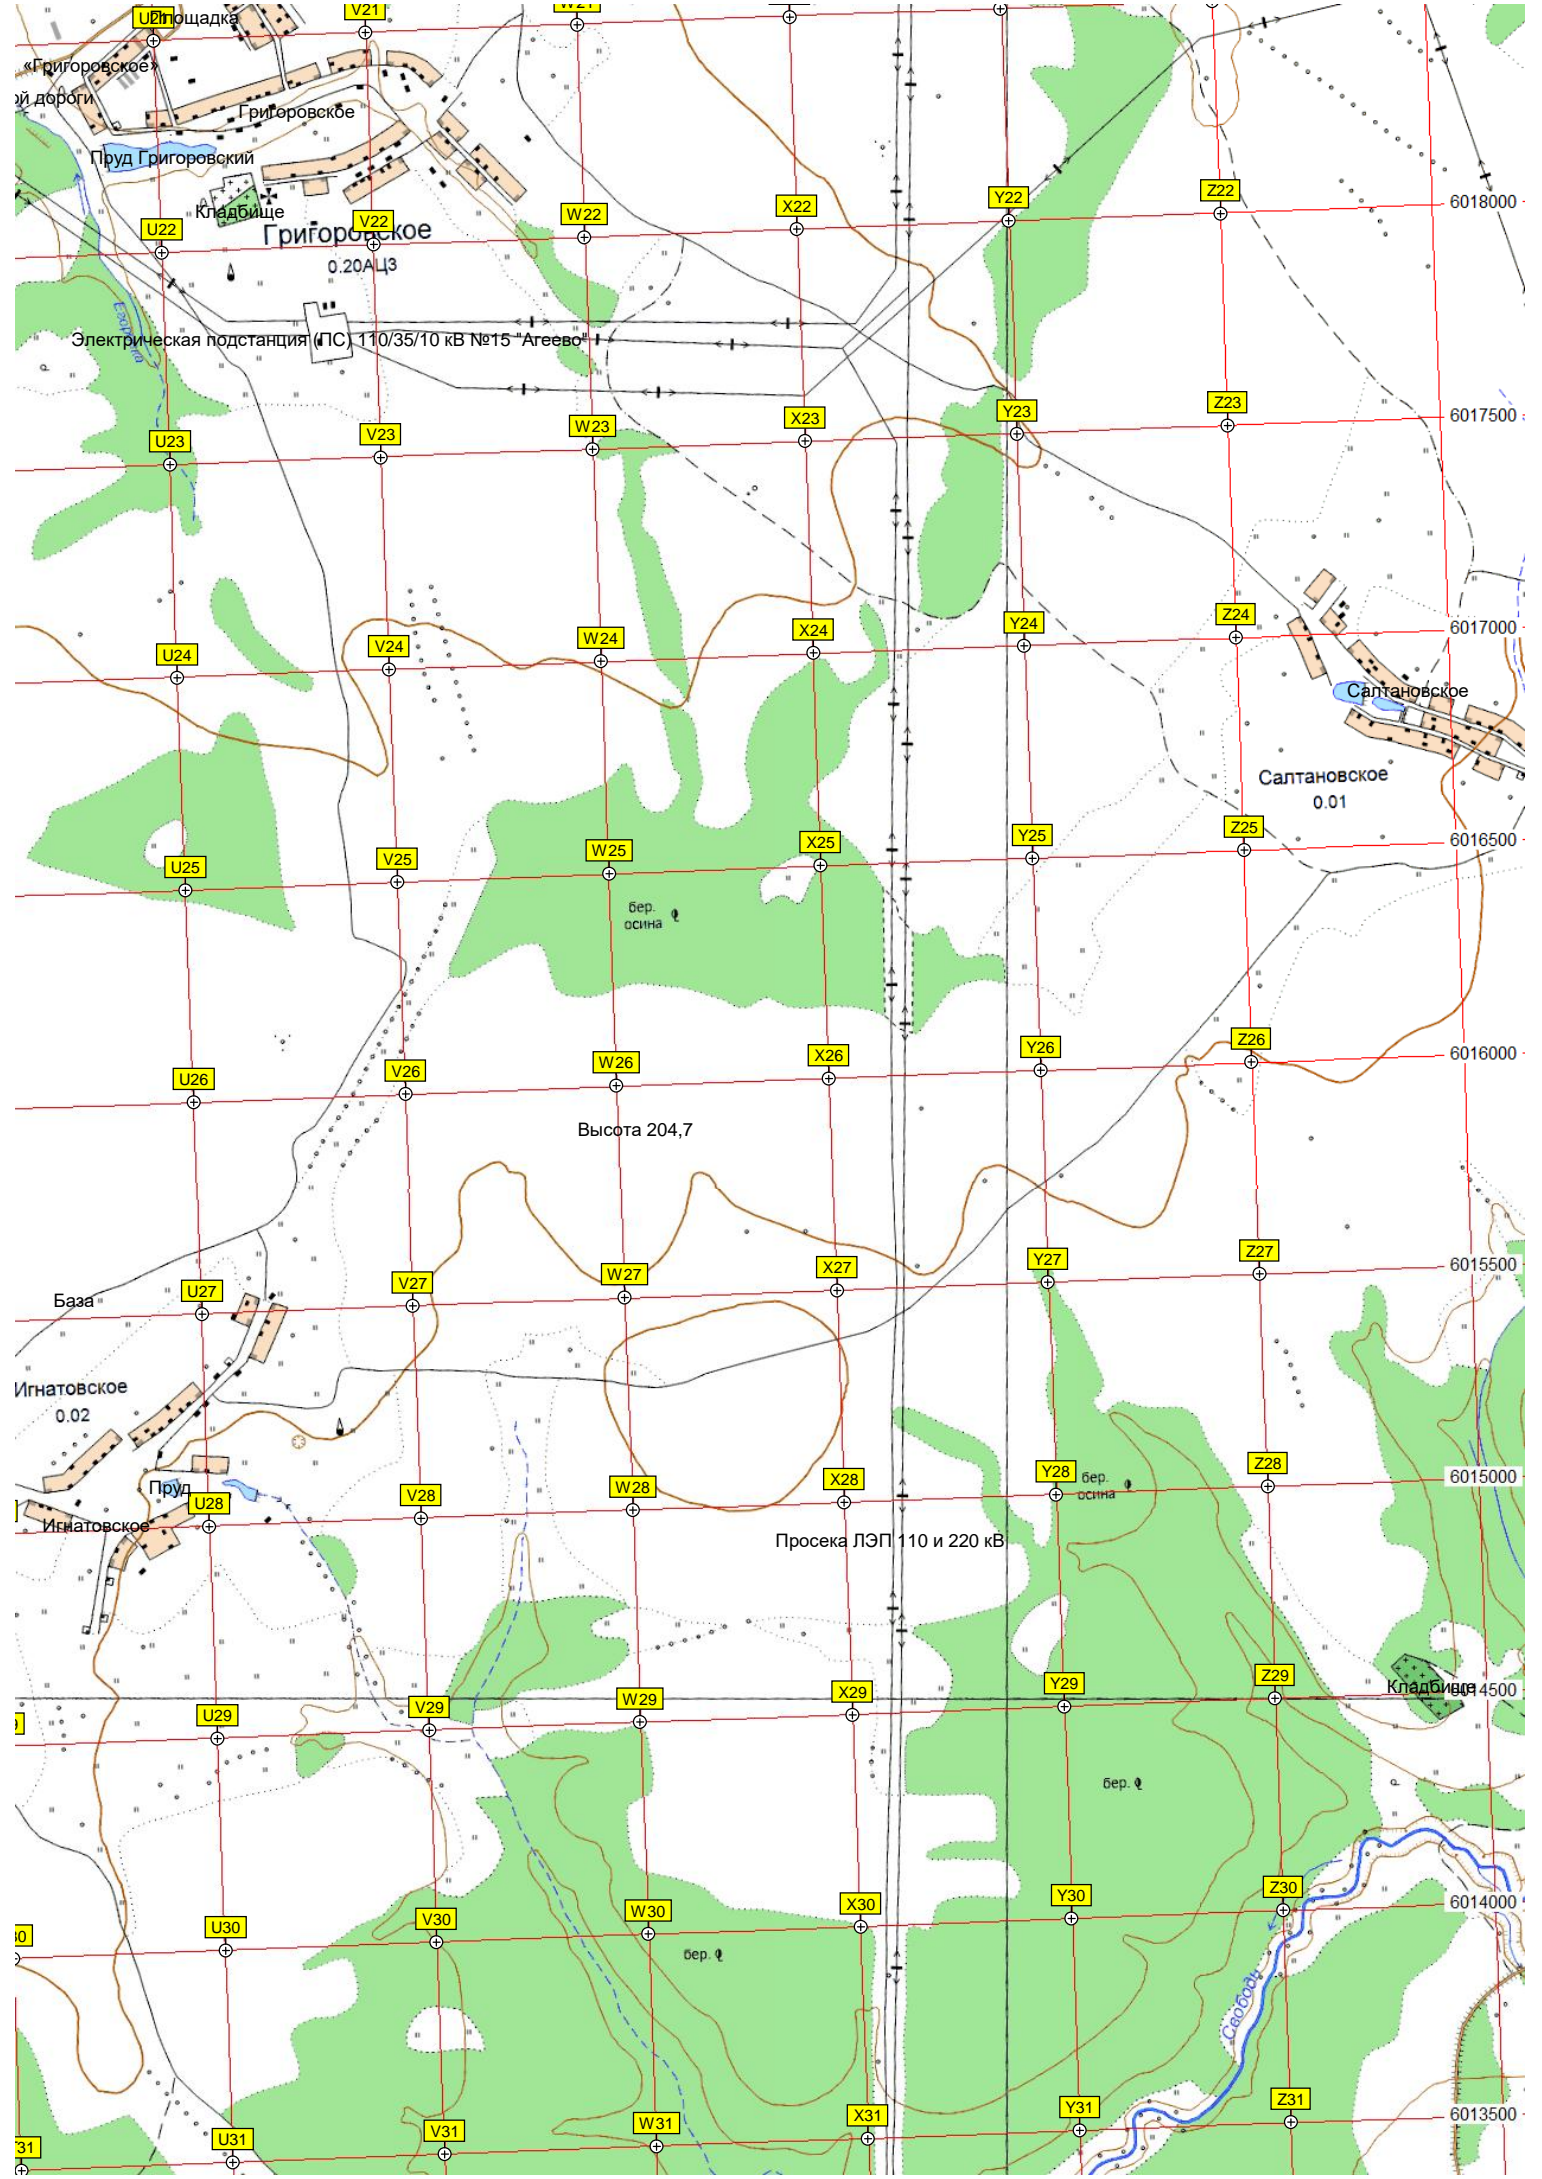 U21
Площадка
V21
W21
«Григоровское»
ой дороги
Григоровское
Пруд Григоровский
Кладбище
U22
V22
W22
X22
Y22
Z22
6018000
Григоровское
0.20АЦЗ
Егоровка
Электрическая подстанция (ПС) 110/35/10 кВ №15 "Агеево"
U23
V23
W23
X23
Y23
Z23
6017500
U24
V24
W24
X24
Y24
Z24
6017000
Салтановское
Салтановское
0.01
U25
V25
W25
X25
Y25
Z25
6016500
бер.
осина
U26
V26
W26
X26
Y26
Z26
6016000
Высота 204,7
U27
V27
W27
X27
Y27
Z27
6015500
База
Игнатовское
0.02
Пруд
U28
V28
W28
X28
Y28
Z28
6015000
бер.
осина
Игнатовское
Просека ЛЭП 110 и 220 кВ
U29
V29
W29
X29
Y29
Z29
Кладбище
6014500
бер.
U30
V30
W30
X30
Y30
Z30
6014000
бер.
Свободь
U31
V31
W31
X31
Y31
Z31
6013500